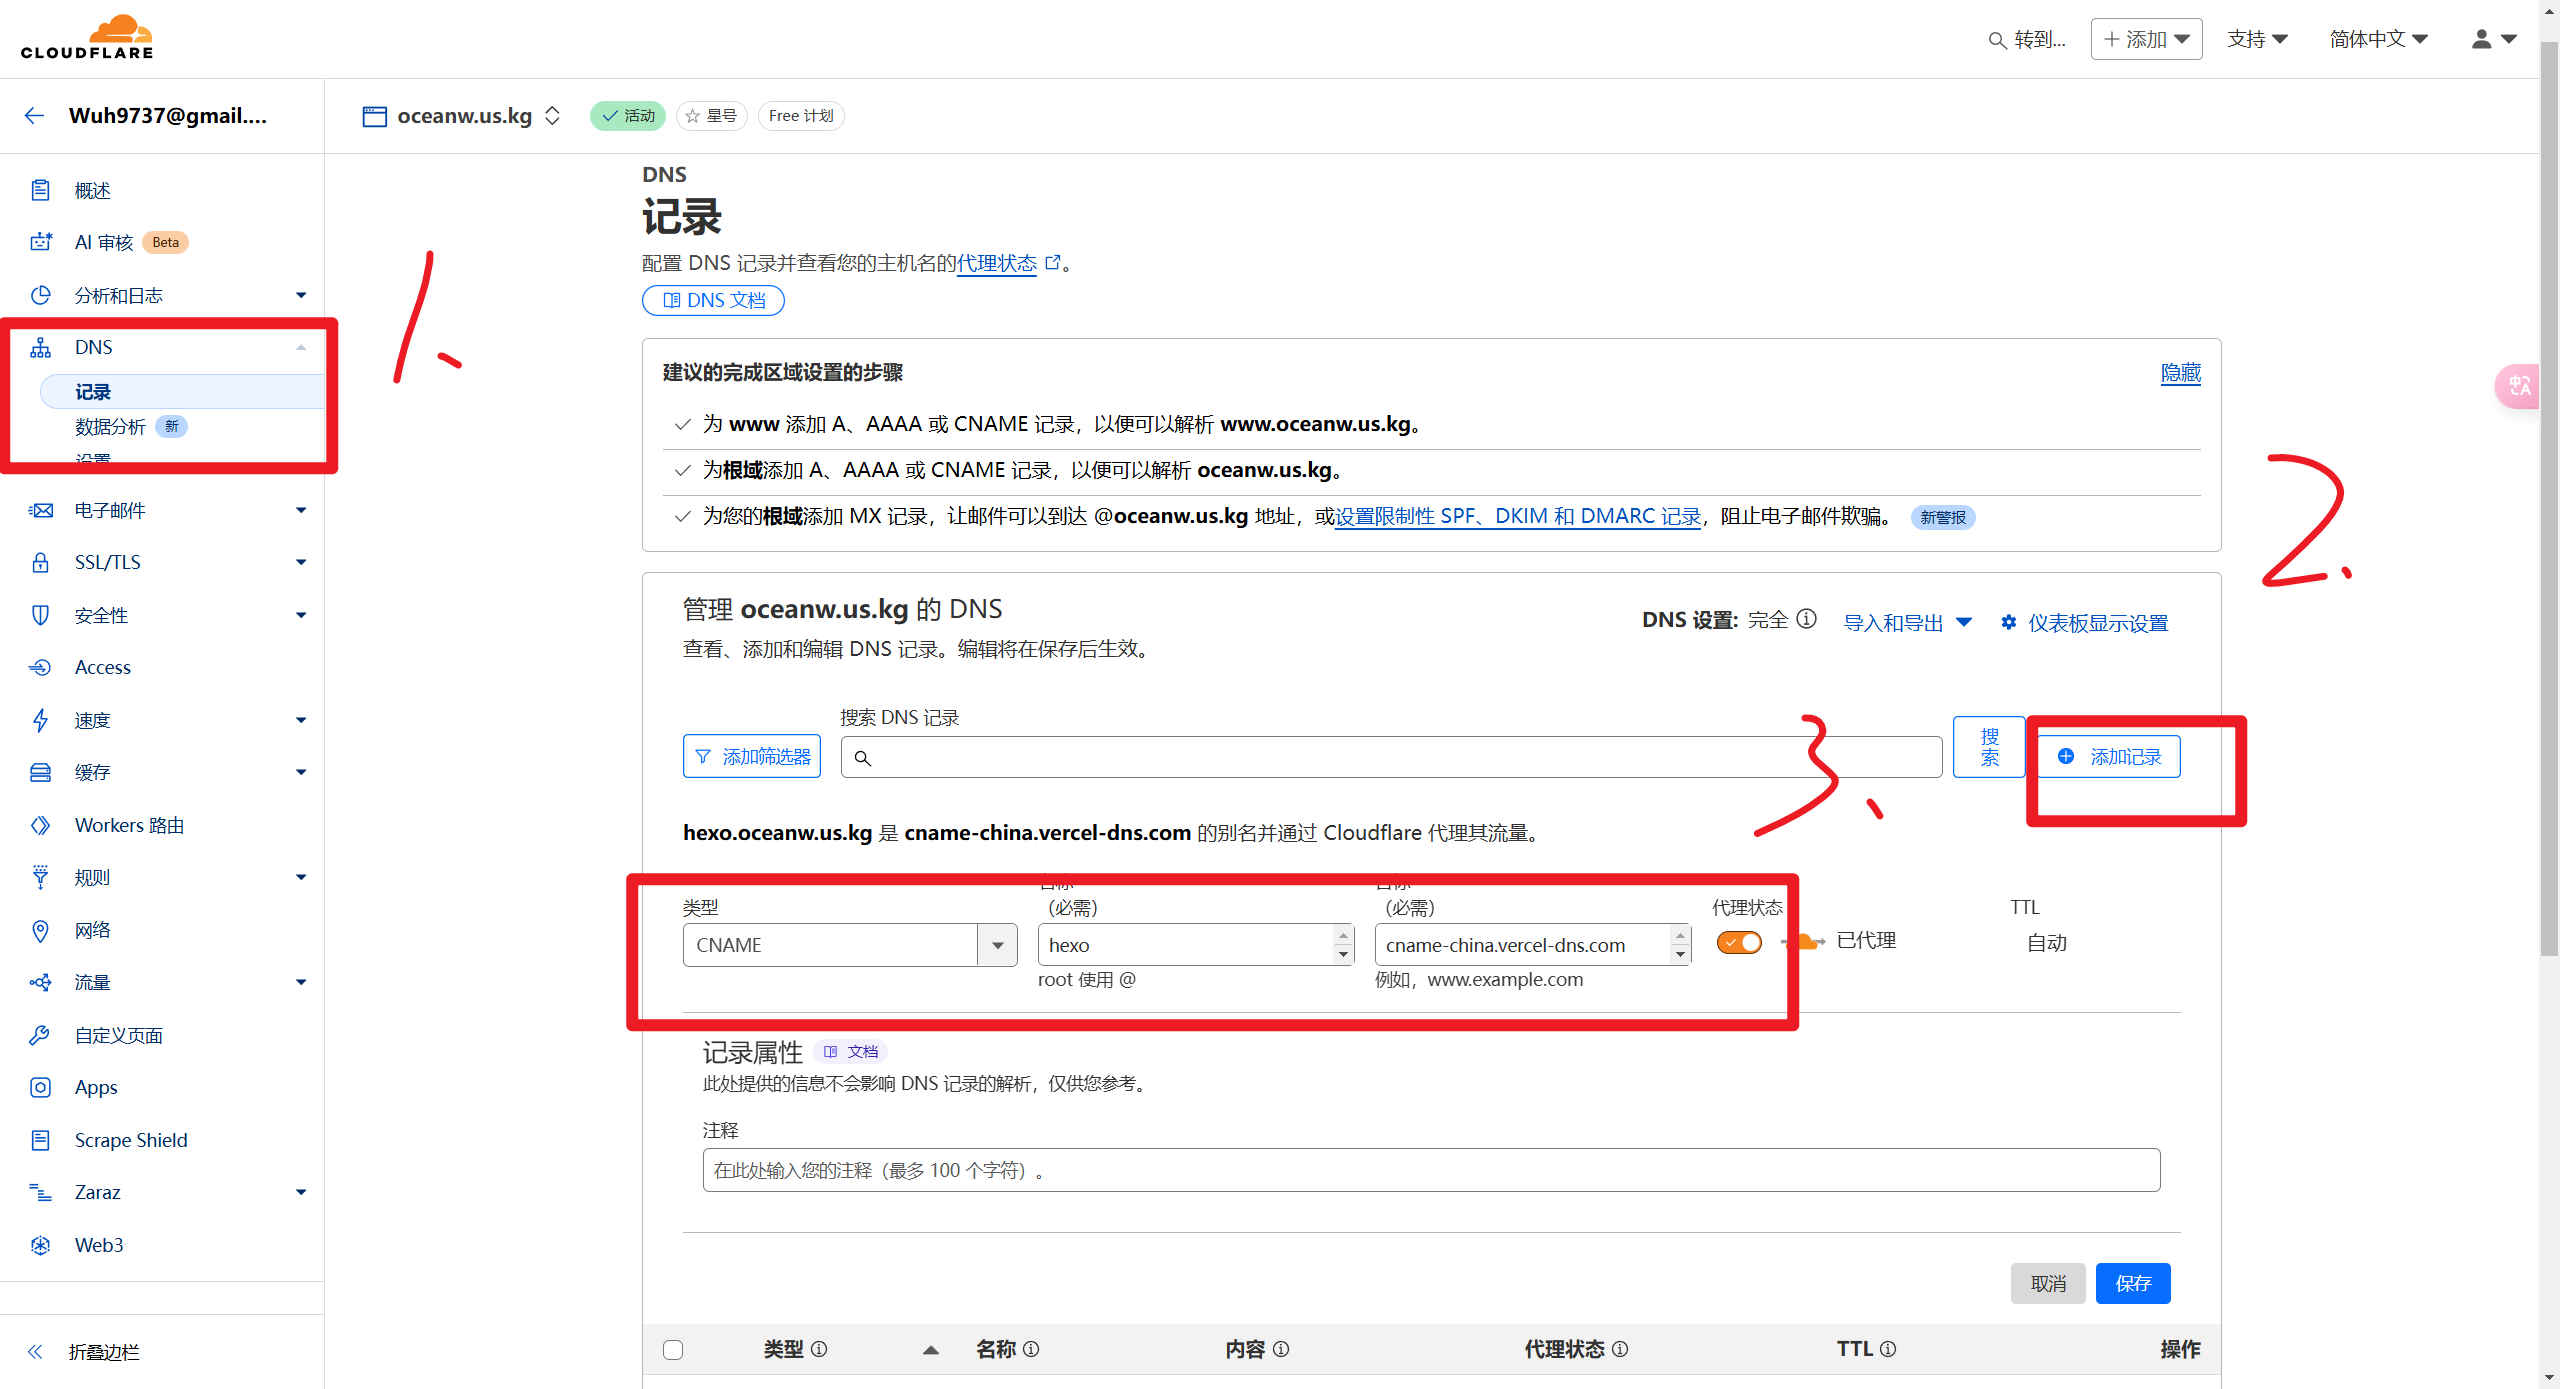 CLOUDFLARE
转到...
添加
支持
简体中文
Wuh9737@gmail....
oceanw.us.kg
活动
星号
Free 计划
概述
AI 审核 Beta
分析和日志
DNS
记录
数据分析 新
设置
电子邮件
SSL/TLS
安全性
Access
速度
缓存
Workers 路由
规则
网络
流量
自定义页面
Apps
Scrape Shield
Zaraz
Web3
折叠边栏
1、
DNS
记录
配置 DNS 记录并查看您的主机名的代理状态。
DNS 文档
建议的完成区域设置的步骤
隐藏
为 www 添加 A、AAAA 或 CNAME 记录，以便可以解析 www.oceanw.us.kg。
为根域添加 A、AAAA 或 CNAME 记录，以便可以解析 oceanw.us.kg。
为您的根域添加 MX 记录，让邮件可以到达 @oceanw.us.kg 地址，或设置限制性 SPF、DKIM 和 DMARC 记录，阻止电子邮件欺骗。 新警报
2.
管理 oceanw.us.kg 的 DNS
DNS 设置: 完全
导入和导出
仪表板显示设置
查看、添加和编辑 DNS 记录。编辑将在保存后生效。
搜索 DNS 记录
添加筛选器
搜索
添加记录
3、
hexo.oceanw.us.kg 是 cname-china.vercel-dns.com 的别名并通过 Cloudflare 代理其流量。
类型
名称（必需）
目标（必需）
代理状态
TTL
CNAME
hexo
cname-china.vercel-dns.com
已代理
自动
root 使用 @
例如，www.example.com
记录属性 文档
此处提供的信息不会影响 DNS 记录的解析，仅供您参考。
注释
在此处输入您的注释（最多 100 个字符）。
取消
保存
类型
名称
内容
代理状态
TTL
操作